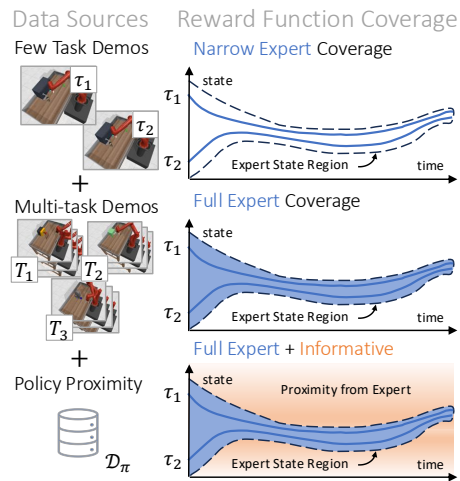 Data Sources
Reward Function Coverage
Few Task Demos
Narrow Expert Coverage
τ1
τ2
state
τ1
τ2
Expert State Region
time
+
Multi-task Demos
Full Expert Coverage
T1
T2
T3
state
τ1
τ2
Expert State Region
time
+
Policy Proximity
Full Expert + Informative
𝒟π
state
τ1
Proximity from Expert
τ2
Expert State Region
time